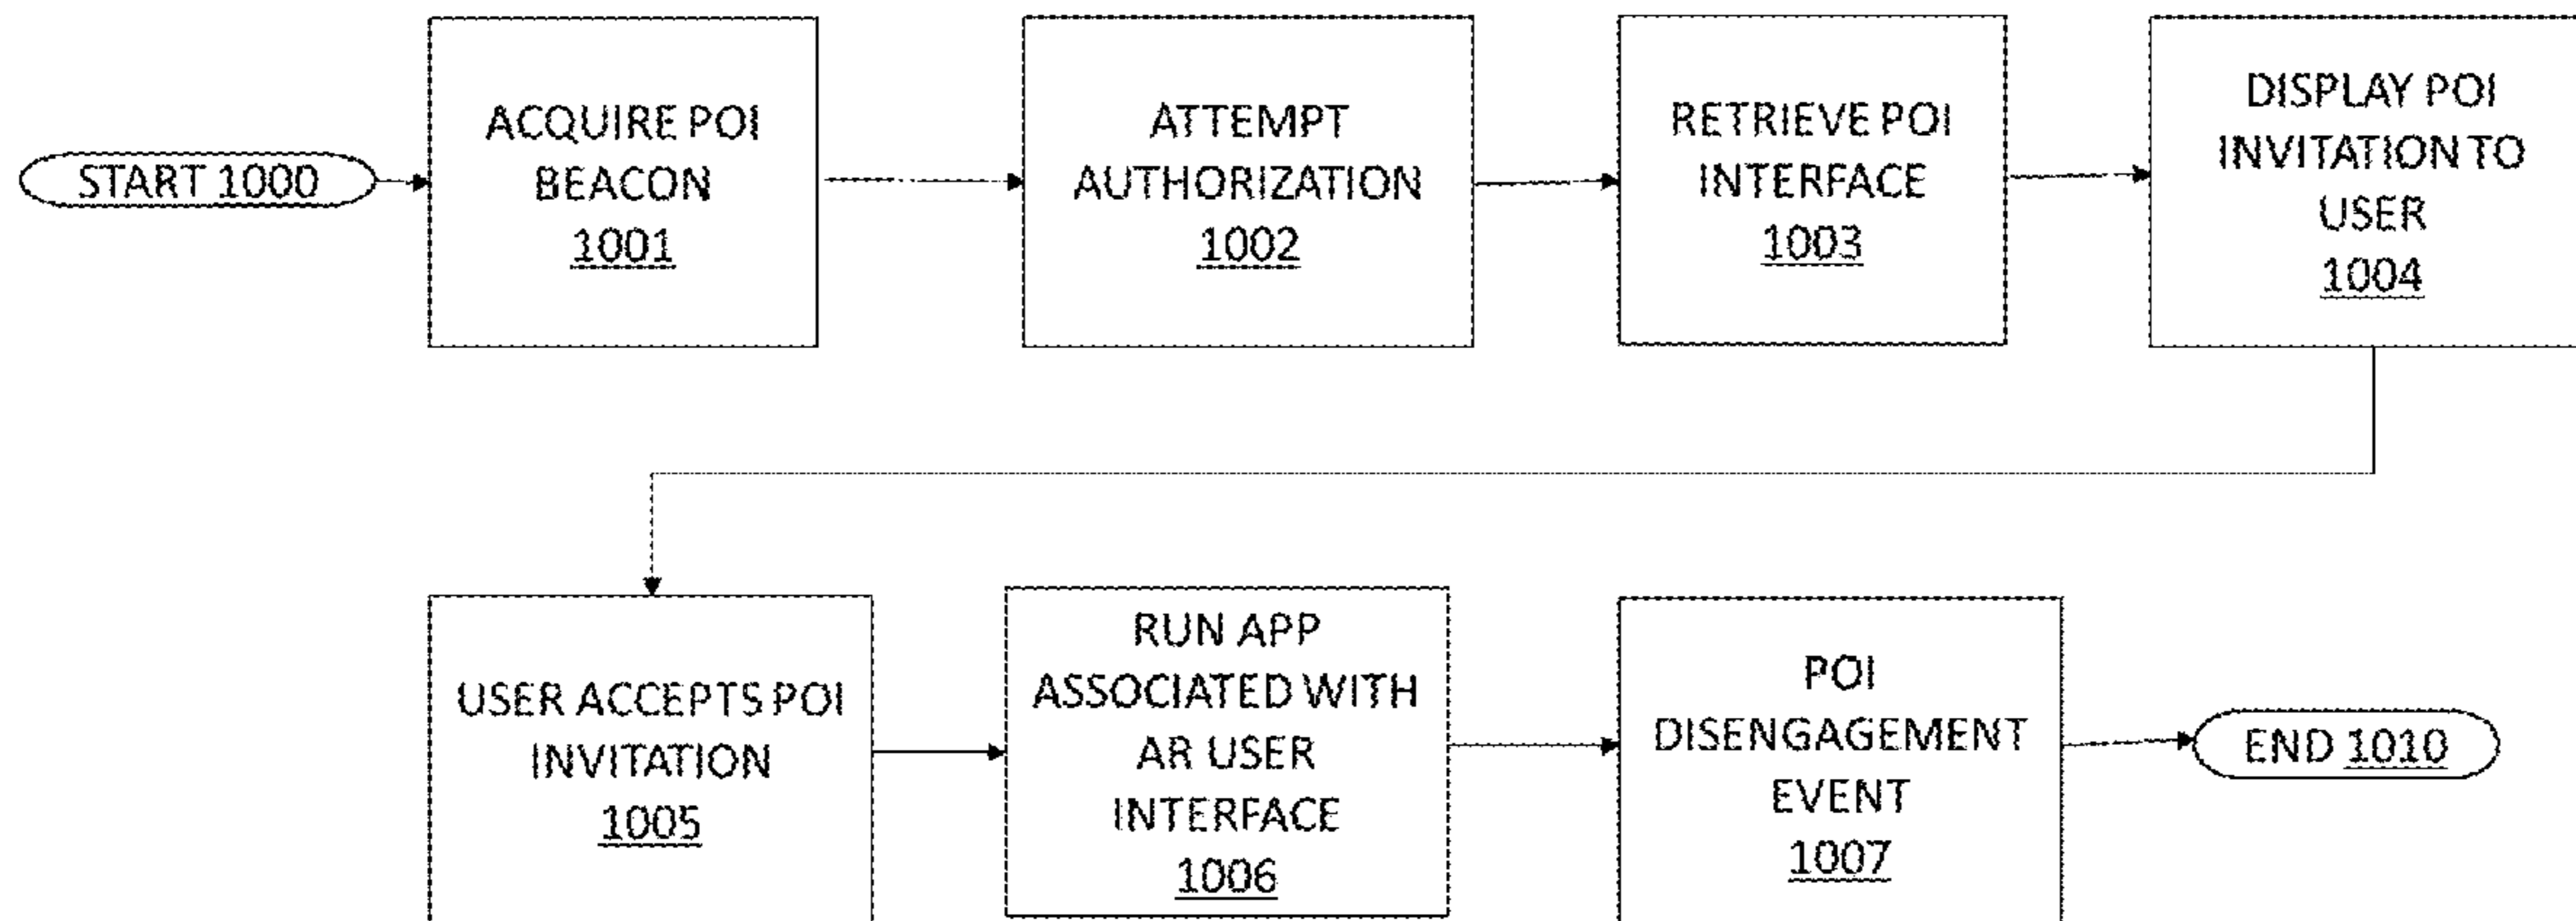 START 1000
ACQUIRE POI
BEACON
1001
ATTEMPT
AUTHORIZATION
1002
RETRIEVE POI
INTERFACE
1003
DISPLAY POI
INVITATION TO
USER
1004
USER ACCEPTS POI
INVITATION
1005
RUN APP
ASSOCIATED WITH
AR USER
INTERFACE
1006
POI
DISENGAGEMENT
EVENT
1007
END 1010